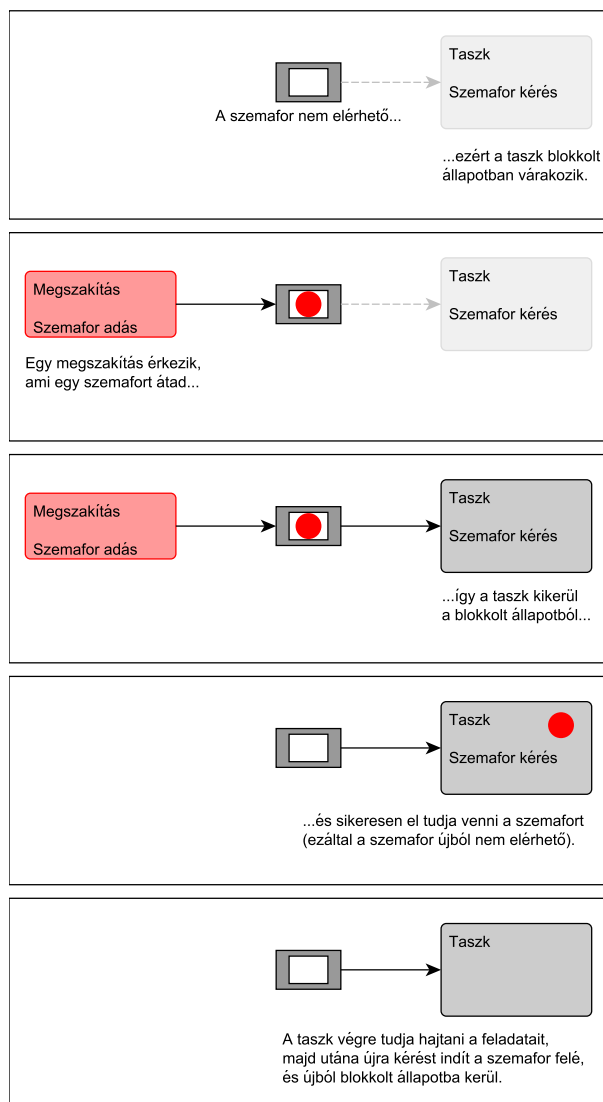 Taszk
Szemafor kérés
A szemafor nem elérhető...
...ezért a taszk blokkolt
állapotban várakozik.
Megszakítás
Szemafor adás
Taszk
Szemafor kérés
Egy megszakítás érkezik,
ami egy szemafort átad...
Megszakítás
Szemafor adás
Taszk
Szemafor kérés
...így a taszk kikerül
a blokkolt állapotból...
Taszk
Szemafor kérés
...és sikeresen el tudja venni a szemafort
(ezáltal a szemafor újból nem elérhető).
Taszk
A taszk végre tudja hajtani a feladatait,
majd utána újra kérést indít a szemafor felé,
és újból blokkolt állapotba kerül.